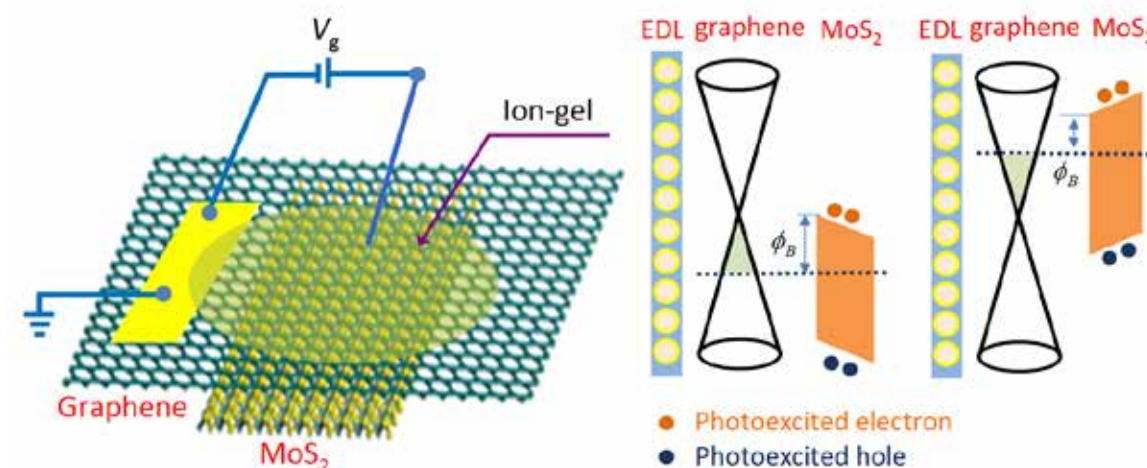 V_g
Ion-gel
Graphene
MoS₂
EDL graphene MoS₂
ϕ_B
EDL graphene MoS₂
ϕ_B
Photoexcited electron
Photoexcited hole